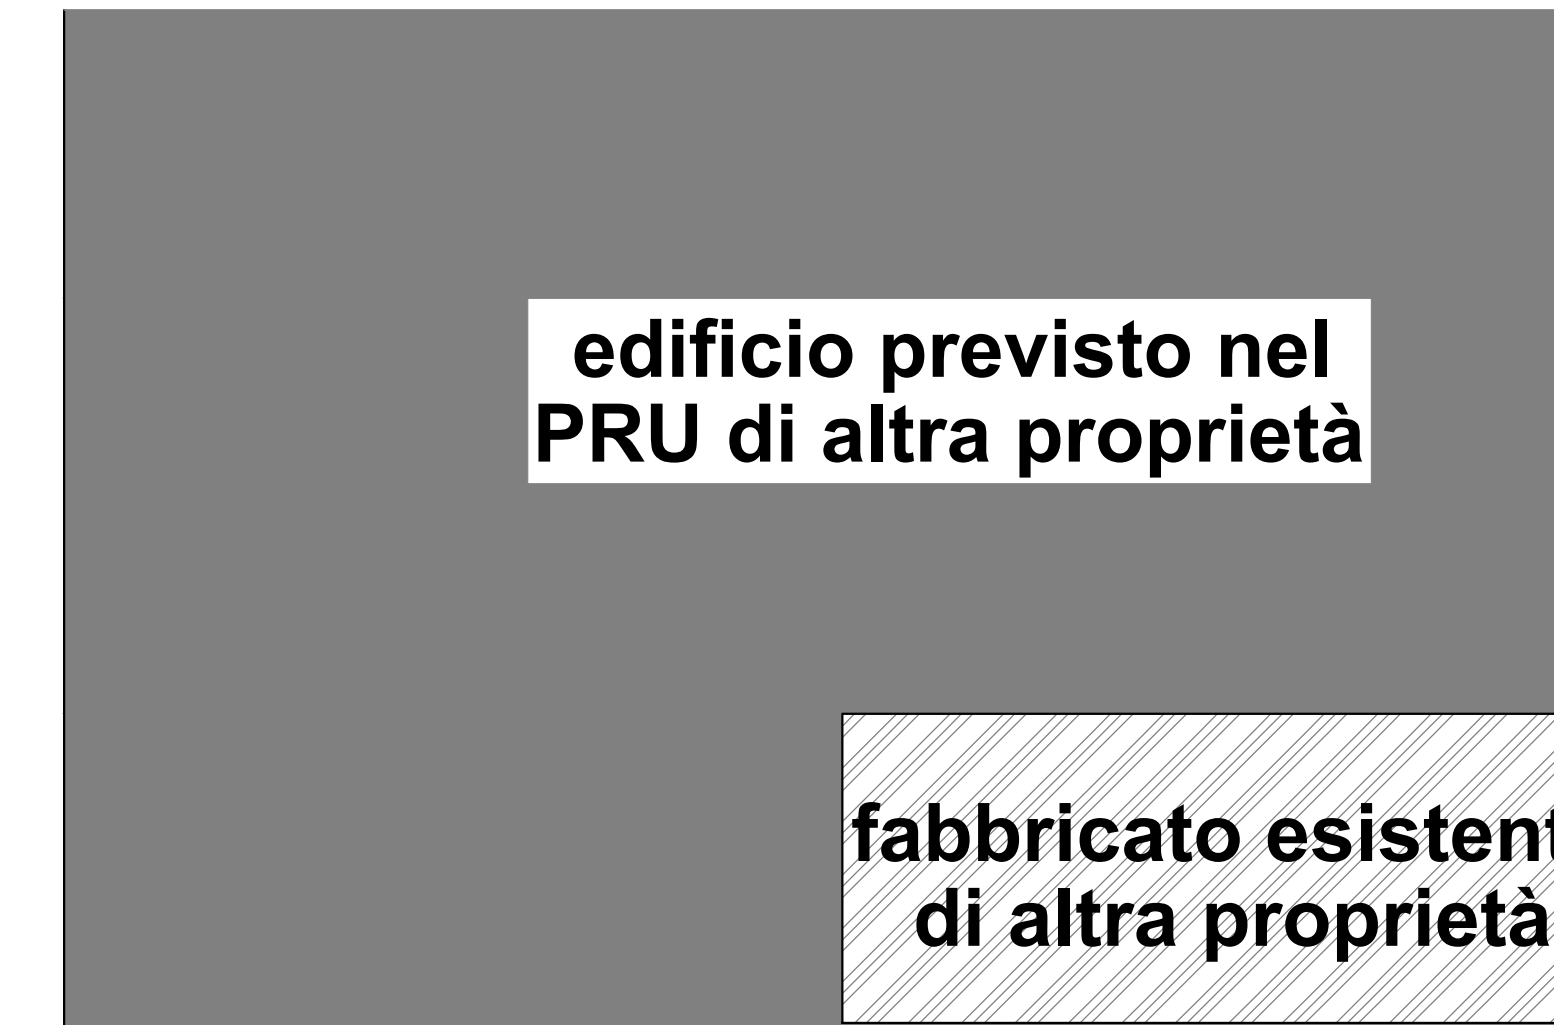 edificio previsto nel
PRU di altra proprietà
fabbricato esistent
di altra proprietà